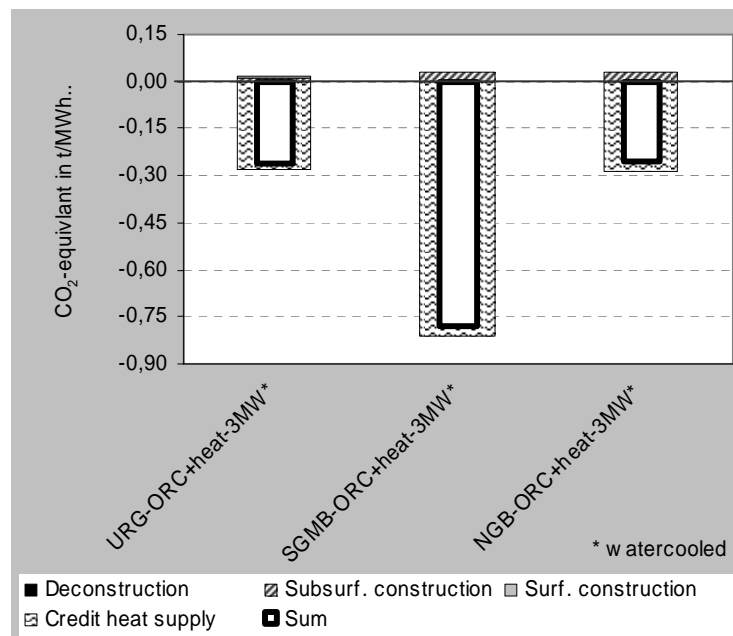 0,15
0,00
-0,15
-0,30
-0,45
-0,60
-0,75
-0,90
CO₂-equivlant in t/MWh..
URG-ORC+heat-3MW*
SGMB-ORC+heat-3MW*
NGB-ORC+heat-3MW*
* watercooled
Deconstruction Subsurf. construction Surf. construction
Credit heat supply Sum